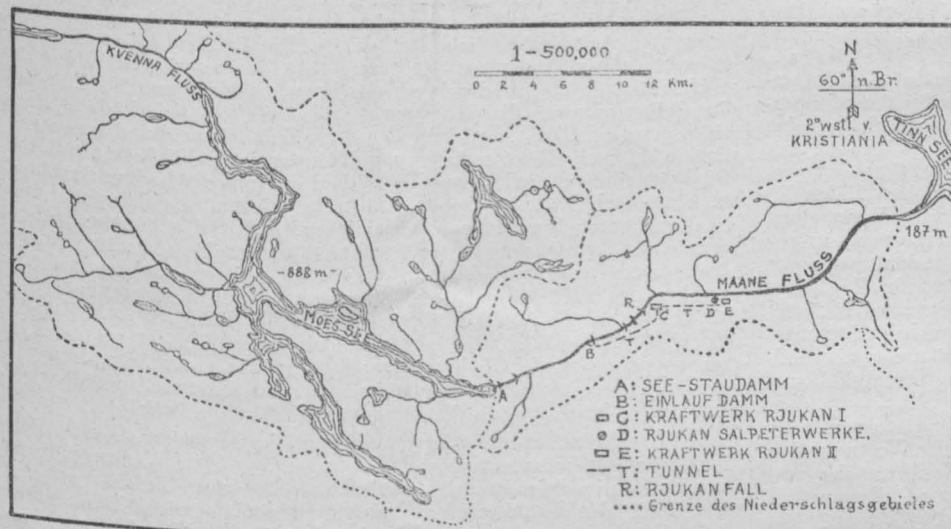 KVENNA FLUSS
1-500,000
0 2 4 6 8 10 12 Km.
N
60° n. Br.
2° wstl. v.
KRISTIANIA
TINN SEE
187 m
-888 m-
MOES-SEE
MAANE FLUSS
R
C
T
D
E
B
T
A
A: SEE-STAUDAMM
B: EINLAUF DAMM
C: KRAFTWERK RJUKAN I
D: RJUKAN SALPETERWERKE.
E: KRAFTWERK RJUKAN II
T: TUNNEL
R: RJUKAN FALL
Grenze des Niederschlagsgebietes